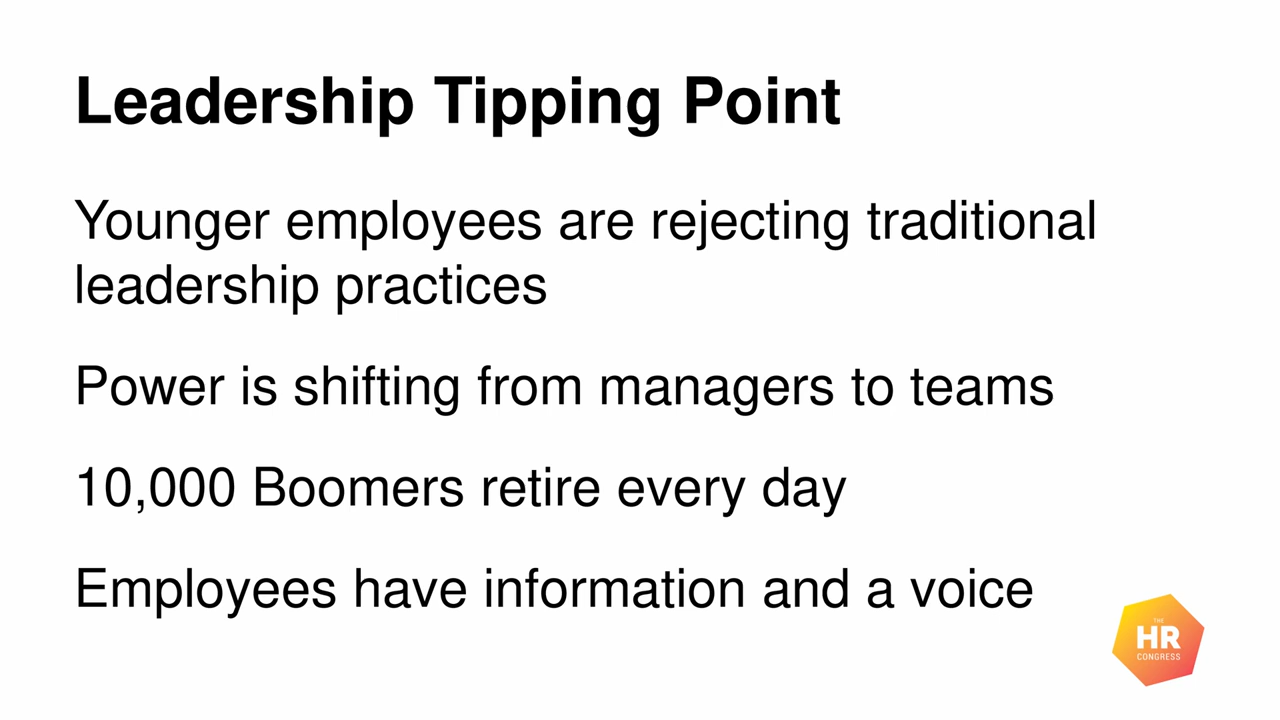 Leadership Tipping Point
Younger employees are rejecting traditional
leadership practices
Power is shifting from managers to teams
10,000 Boomers retire every day
Employees have information and a voice
THE
HR
CONGRESS